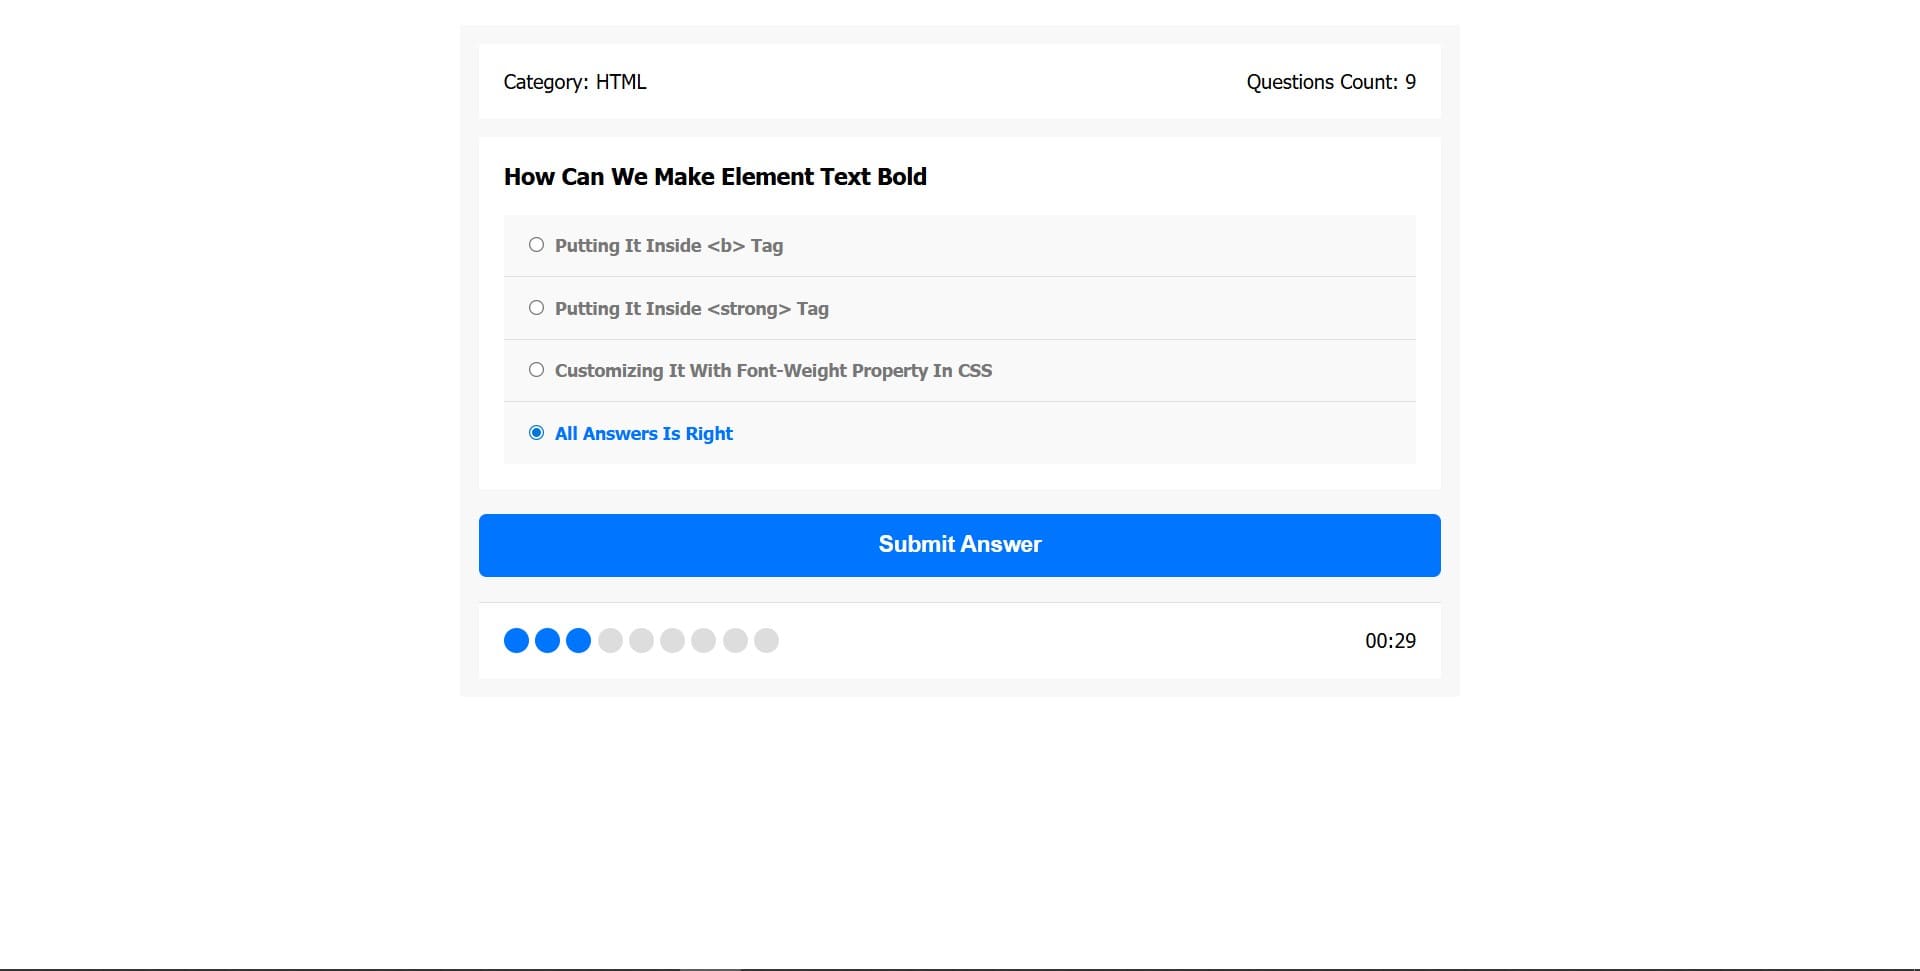 Category: HTML
Questions Count: 9
How Can We Make Element Text Bold
Putting It Inside <b> Tag
Putting It Inside <strong> Tag
Customizing It With Font-Weight Property In CSS
All Answers Is Right
Submit Answer
00:29